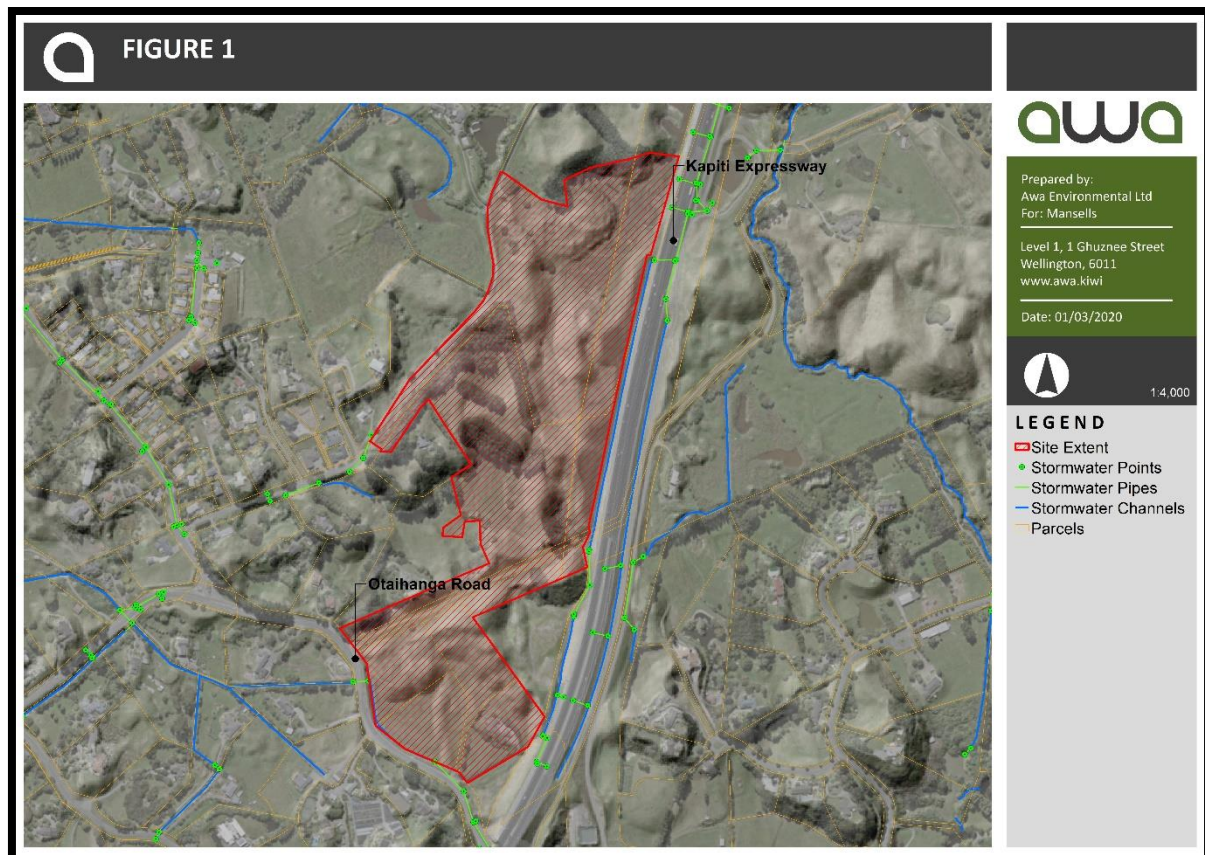 FIGURE 1
Kapiti Expressway
Otaihanga Road
awa
Prepared by:
Awa Environmental Ltd
For: Mansells
Level 1, 1 Ghuznee Street
Wellington, 6011
www.awa.kiwi
Date: 01/03/2020
1:4,000
LEGEND
Site Extent
Stormwater Points
Stormwater Pipes
Stormwater Channels
Parcels